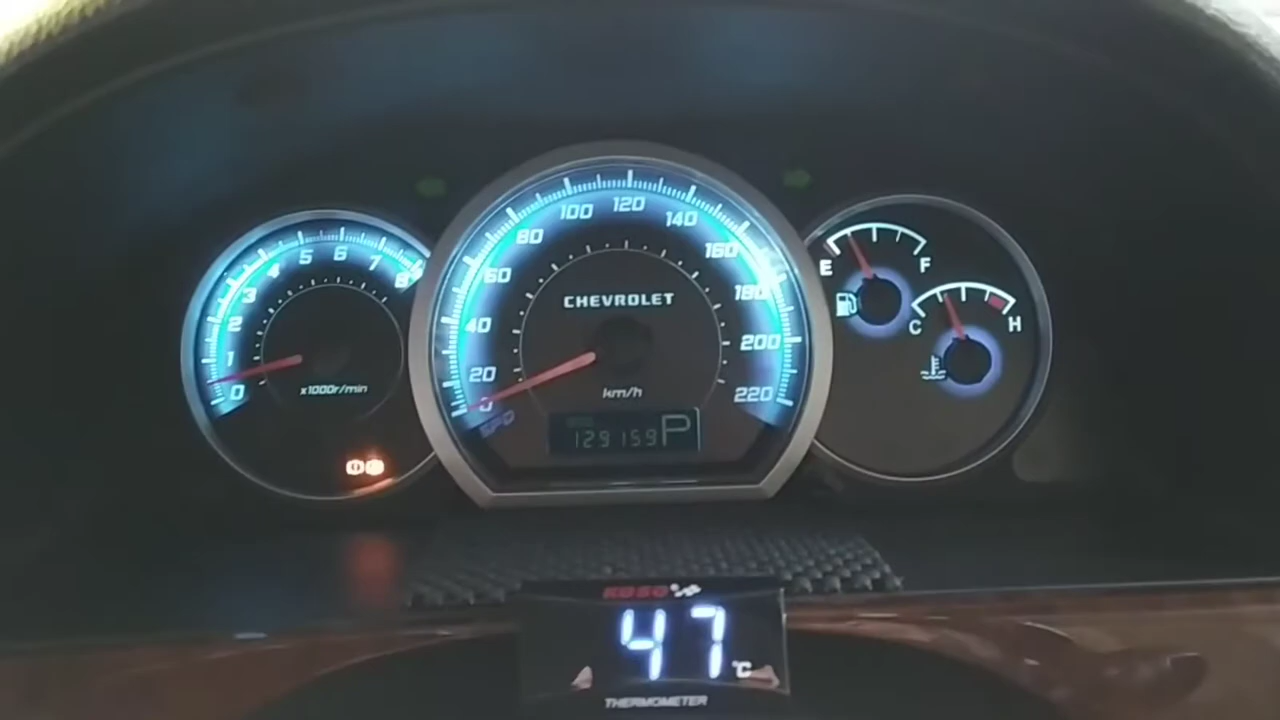 0 1 2 3 4 5 6 7 8
x1000r/min
0 20 40 60 80 100 120 140 160 180 200 220
CHEVROLET
km/h
129159 P
E F
C H
KOSO
47 °C
THERMOMETER